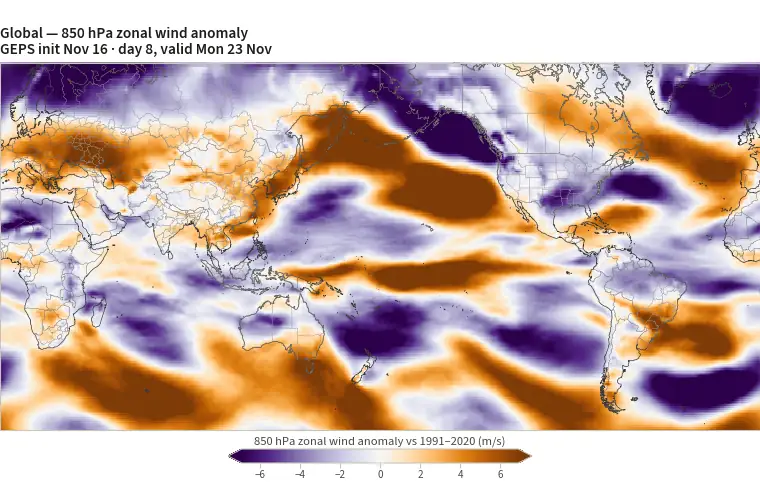 Global — 850 hPa zonal wind anomaly
GEPS init Nov 16 · day 8, valid Mon 23 Nov
850 hPa zonal wind anomaly vs 1991–2020 (m/s)
−6 −4 −2 0 2 4 6